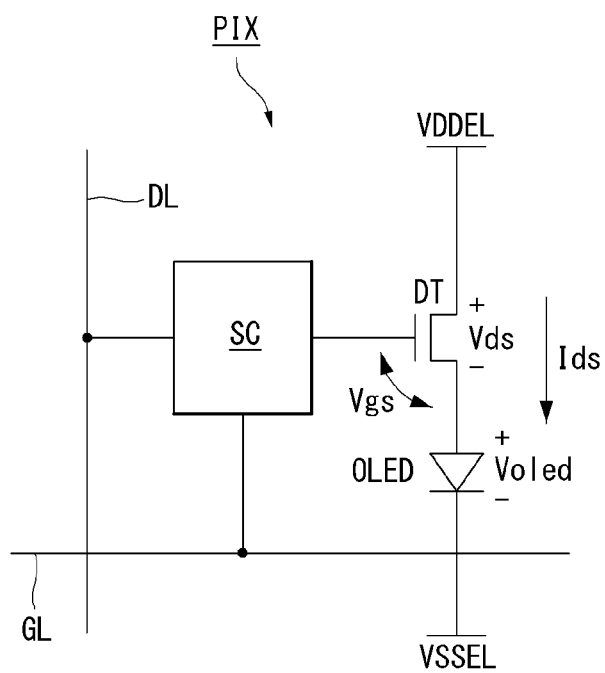 PIX
VDDEL
DL
DT
+
SC
Vds
Ids
−
Vgs
+
OLED
Voled
−
GL
VSSEL